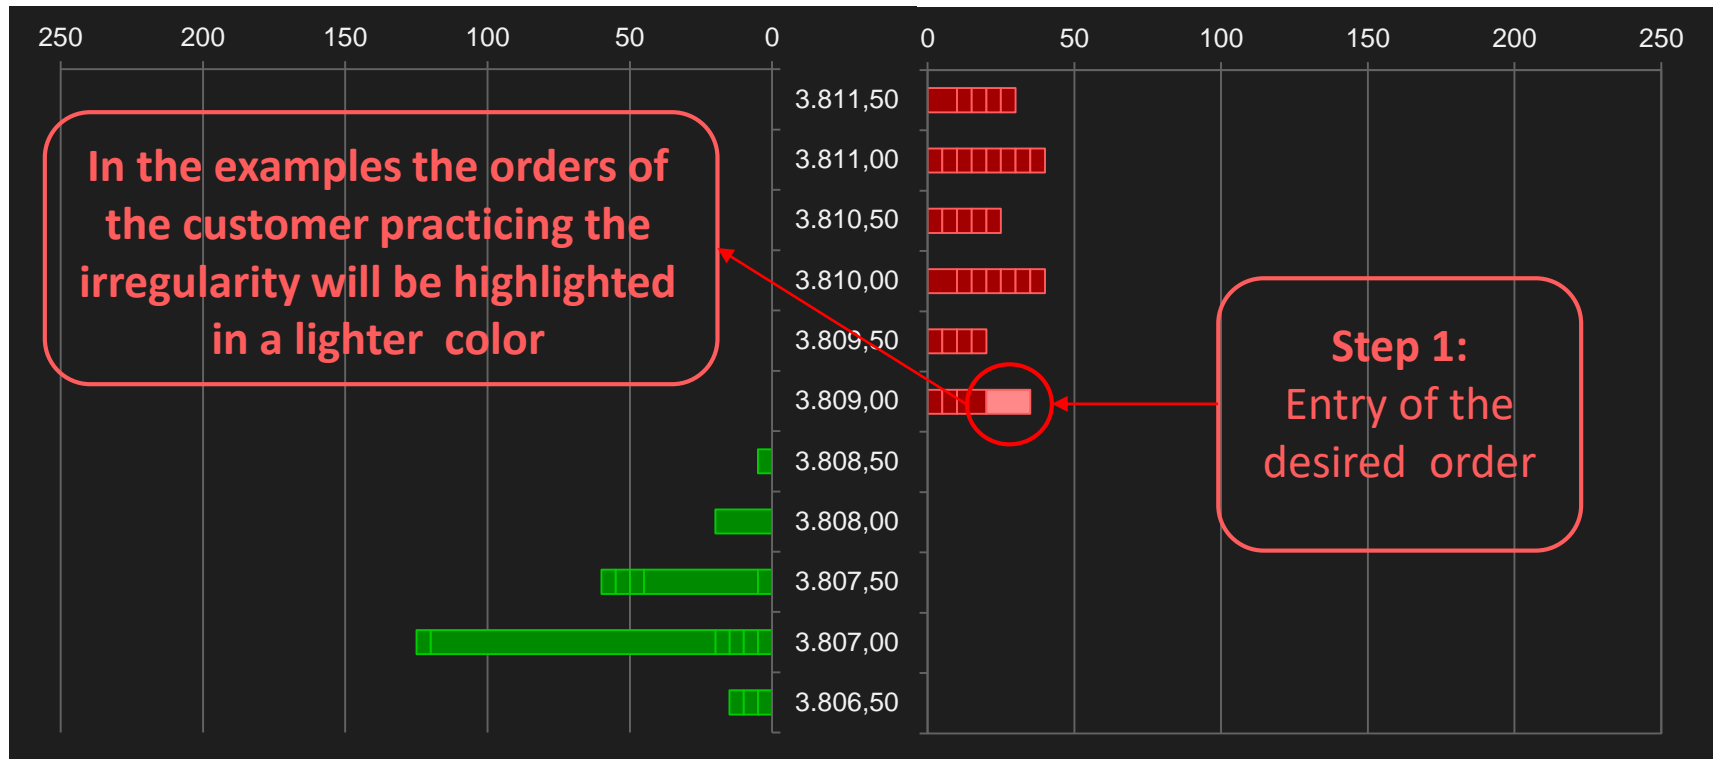 250 200 150 100 50 0
0 50 100 150 200 250
3.811,50
3.811,00
3.810,50
3.810,00
3.809,50
3.809,00
3.808,50
3.808,00
3.807,50
3.807,00
3.806,50
In the examples the orders of
the customer practicing the
irregularity will be highlighted
in a lighter color
Step 1:
Entry of the
desired order